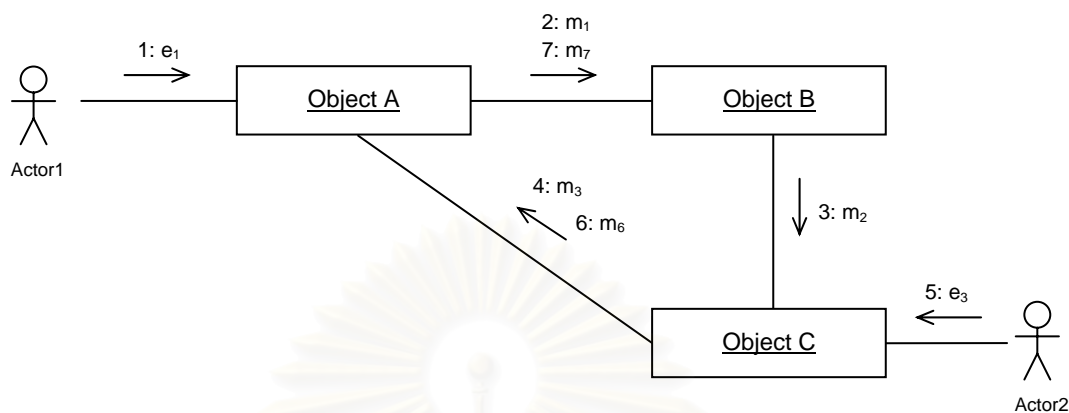 2: m₁
1: e₁
7: m₇
Object A
Object B
Actor1
4: m₃
6: m₆
3: m₂
5: e₃
Object C
Actor2